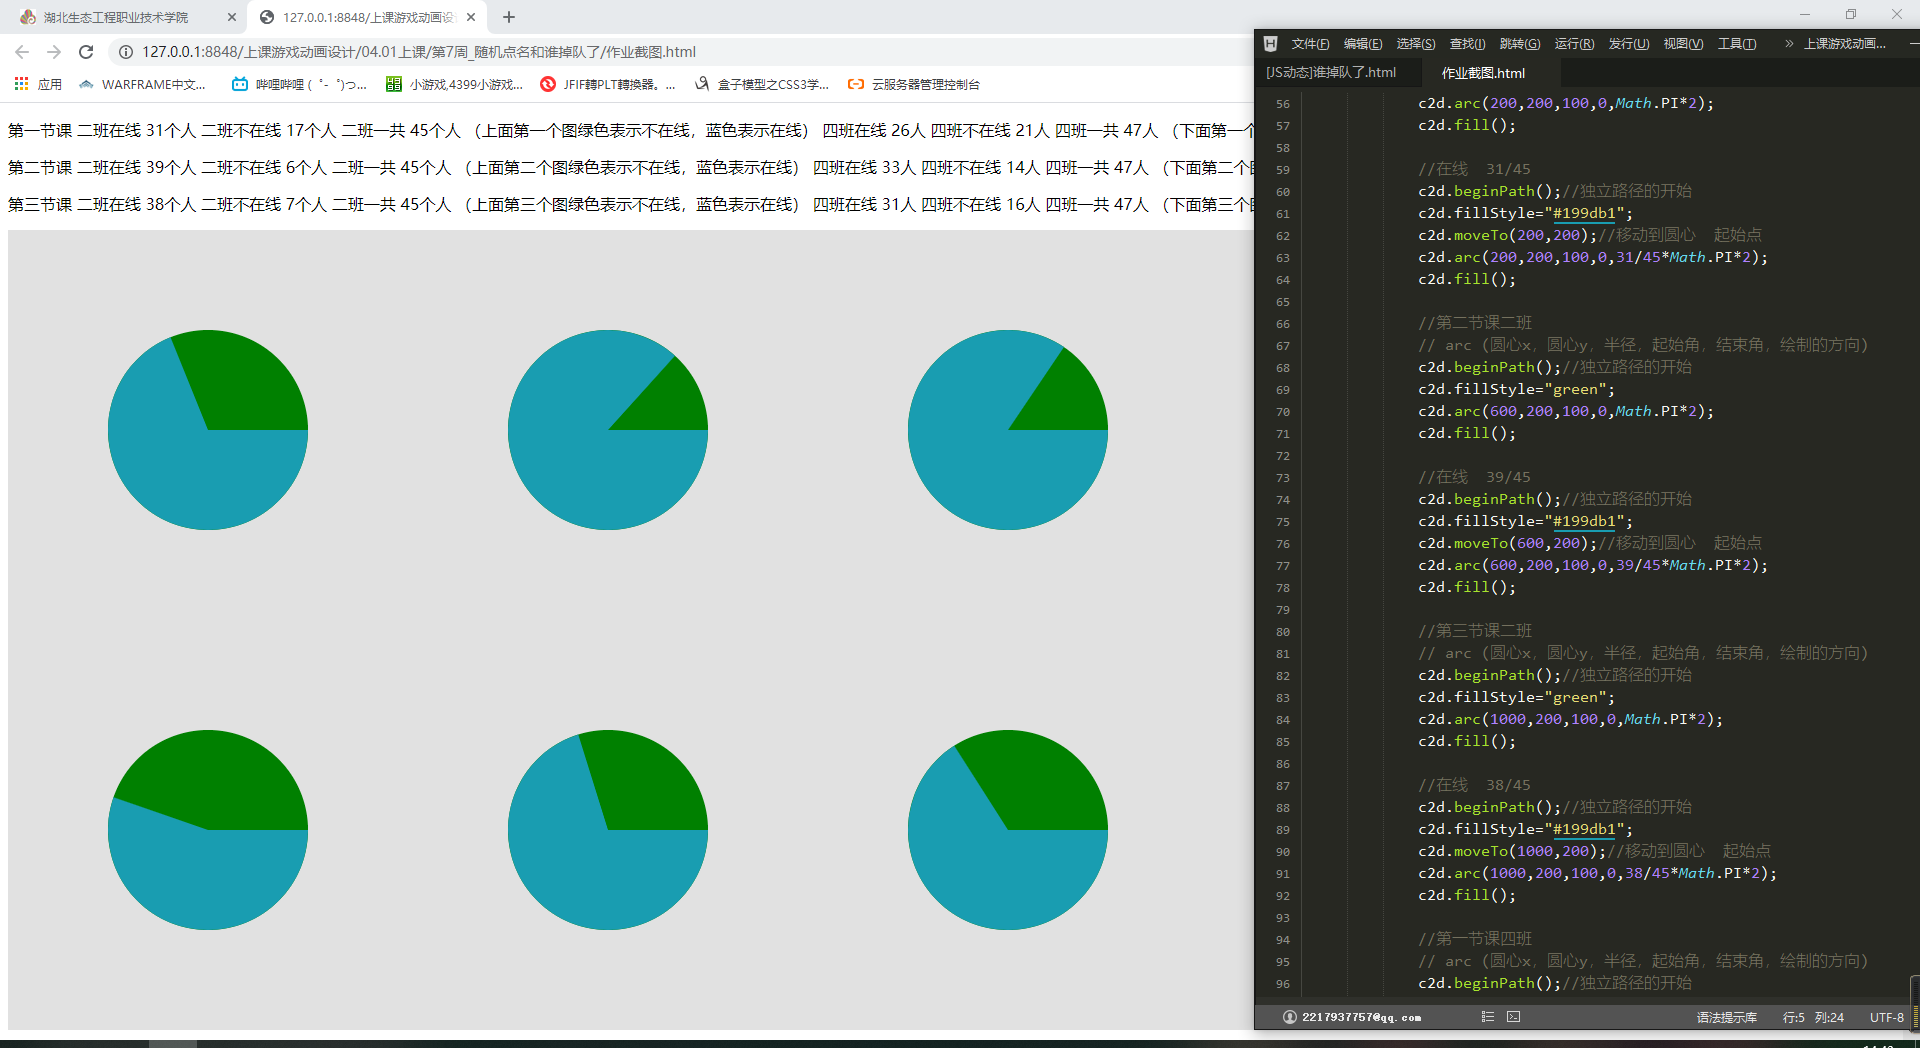 湖北生态工程职业技术学院
127.0.0.1:8848/上课游戏动画设
127.0.0.1:8848/上课游戏动画设计/04.01上课/第7周_随机点名和谁掉队了/作业截图.html
应用 WARFRAME中文... 哔哩哔哩 ( ゜- ゜)つ... 小游戏,4399小游戏... JFIF轉PLT轉換器。... 盒子模型之CSS3学... 云服务器管理控制台
第一节课 二班在线 31个人 二班不在线 17个人 二班一共 45个人 （上面第一个图绿色表示不在线，蓝色表示在线） 四班在线 26人 四班不在线 21人 四班一共 47人 （下面第一个
第二节课 二班在线 39个人 二班不在线 6个人 二班一共 45个人 （上面第二个图绿色表示不在线，蓝色表示在线） 四班在线 33人 四班不在线 14人 四班一共 47人 （下面第二个图
第三节课 二班在线 38个人 二班不在线 7个人 二班一共 45个人 （上面第三个图绿色表示不在线，蓝色表示在线） 四班在线 31人 四班不在线 16人 四班一共 47人 （下面第三个图
文件(F) 编辑(E) 选择(S) 查找(I) 跳转(G) 运行(R) 发行(U) 视图(V) 工具(T) » 上课游戏动画...
[JS动态]谁掉队了.html 作业截图.html
56 c2d.arc(200,200,100,0,Math.PI*2);
57 c2d.fill();
58
59 //在线 31/45
60 c2d.beginPath();//独立路径的开始
61 c2d.fillStyle="#199db1";
62 c2d.moveTo(200,200);//移动到圆心 起始点
63 c2d.arc(200,200,100,0,31/45*Math.PI*2);
64 c2d.fill();
65
66 //第二节课二班
67 // arc (圆心x，圆心y，半径，起始角，结束角，绘制的方向)
68 c2d.beginPath();//独立路径的开始
69 c2d.fillStyle="green";
70 c2d.arc(600,200,100,0,Math.PI*2);
71 c2d.fill();
72
73 //在线 39/45
74 c2d.beginPath();//独立路径的开始
75 c2d.fillStyle="#199db1";
76 c2d.moveTo(600,200);//移动到圆心 起始点
77 c2d.arc(600,200,100,0,39/45*Math.PI*2);
78 c2d.fill();
79
80 //第三节课二班
81 // arc (圆心x，圆心y，半径，起始角，结束角，绘制的方向)
82 c2d.beginPath();//独立路径的开始
83 c2d.fillStyle="green";
84 c2d.arc(1000,200,100,0,Math.PI*2);
85 c2d.fill();
86
87 //在线 38/45
88 c2d.beginPath();//独立路径的开始
89 c2d.fillStyle="#199db1";
90 c2d.moveTo(1000,200);//移动到圆心 起始点
91 c2d.arc(1000,200,100,0,38/45*Math.PI*2);
92 c2d.fill();
93
94 //第一节课四班
95 // arc (圆心x，圆心y，半径，起始角，结束角，绘制的方向)
96 c2d.beginPath();//独立路径的开始
2217937757@qq.com 语法提示库 行:5 列:24 UTF-8